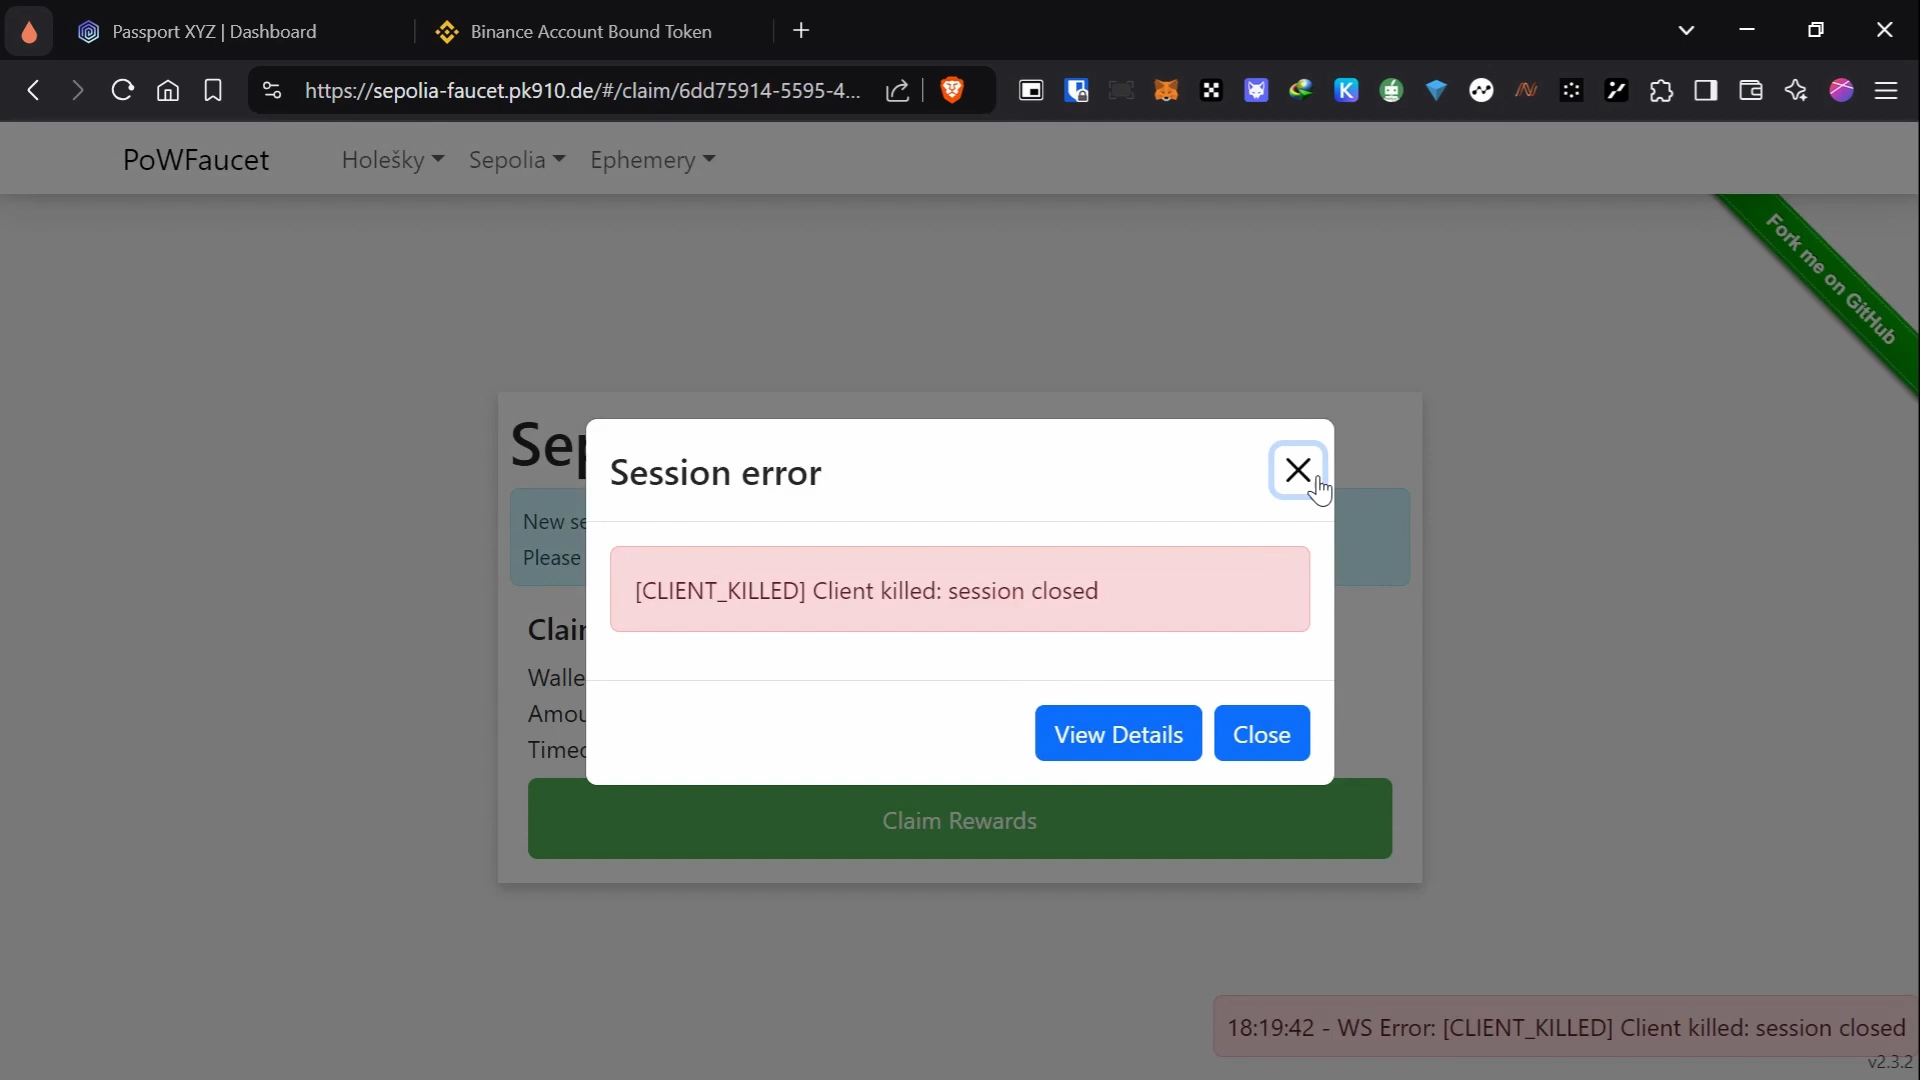 Passport XYZ | Dashboard
Binance Account Bound Token
https://sepolia-faucet.pk910.de/#/claim/6dd75914-5595-4...
PoWFaucet
Holešky
Sepolia
Ephemery
Fork me on GitHub
Sep
Session error
New se
Please
[CLIENT_KILLED] Client killed: session closed
Clai
Walle
Amou
Time
View Details
Close
Claim Rewards
18:19:42 - WS Error: [CLIENT_KILLED] Client killed: session closed
v2.3.2